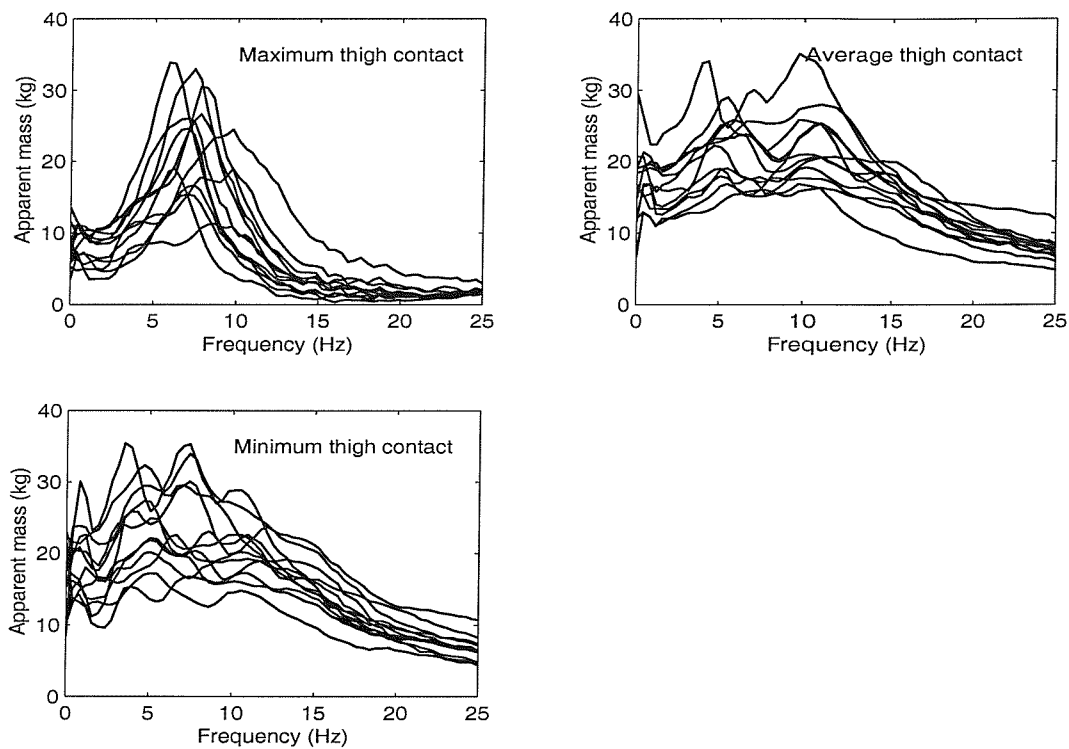 40
30
20
10
0
Apparent mass (kg)
Maximum thigh contact
0 5 10 15 20 25
Frequency (Hz)
40
30
20
10
0
Apparent mass (kg)
Average thigh contact
0 5 10 15 20 25
Frequency (Hz)
40
30
20
10
0
Apparent mass (kg)
Minimum thigh contact
0 5 10 15 20 25
Frequency (Hz)